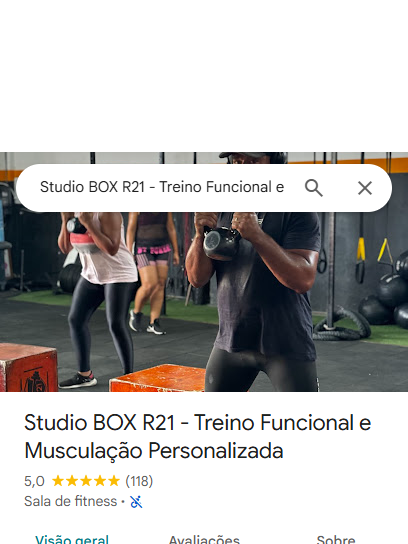 Studio BOX R21 - Treino Funcional e
Studio BOX R21 - Treino Funcional e
Musculação Personalizada
5,0 ★★★★★ (118)
Sala de fitness •
Visão geral Avaliações Sobre